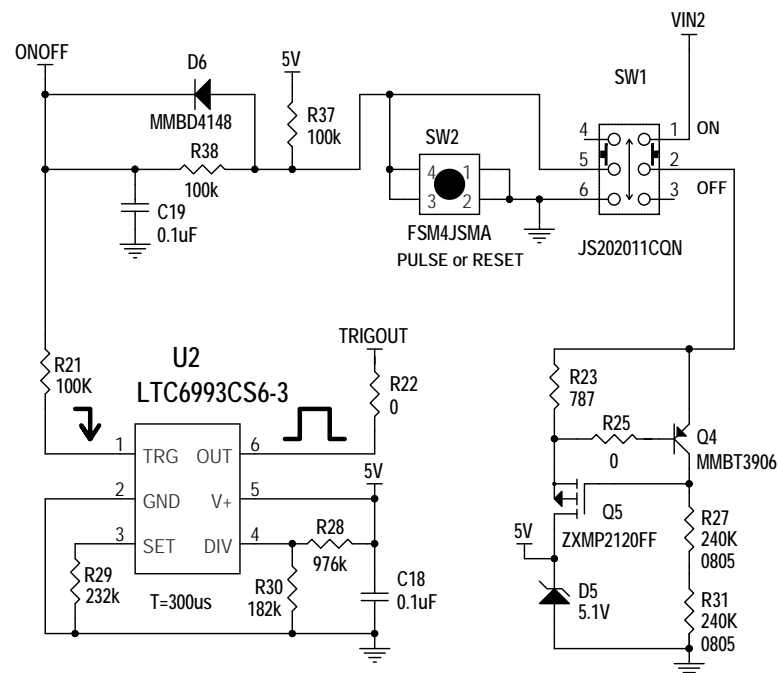 VIN2
ONOFF
D6
MMBD4148
5V
R37
100k
SW1
4
1
ON
5
2
6
3
OFF
JS202011CQN
SW2
4
1
3
2
FSM4JSMA
PULSE or RESET
R38
100k
C19
0.1uF
R21
100K
U2
LTC6993CS6-3
TRIGOUT
R22
0
1
TRG
OUT
6
2
GND
V+
5
3
SET
DIV
4
5V
R29
232k
T=300us
R28
976k
R30
182k
C18
0.1uF
R23
787
R25
0
Q4
MMBT3906
Q5
ZXMP2120FF
5V
D5
5.1V
R27
240K
0805
R31
240K
0805